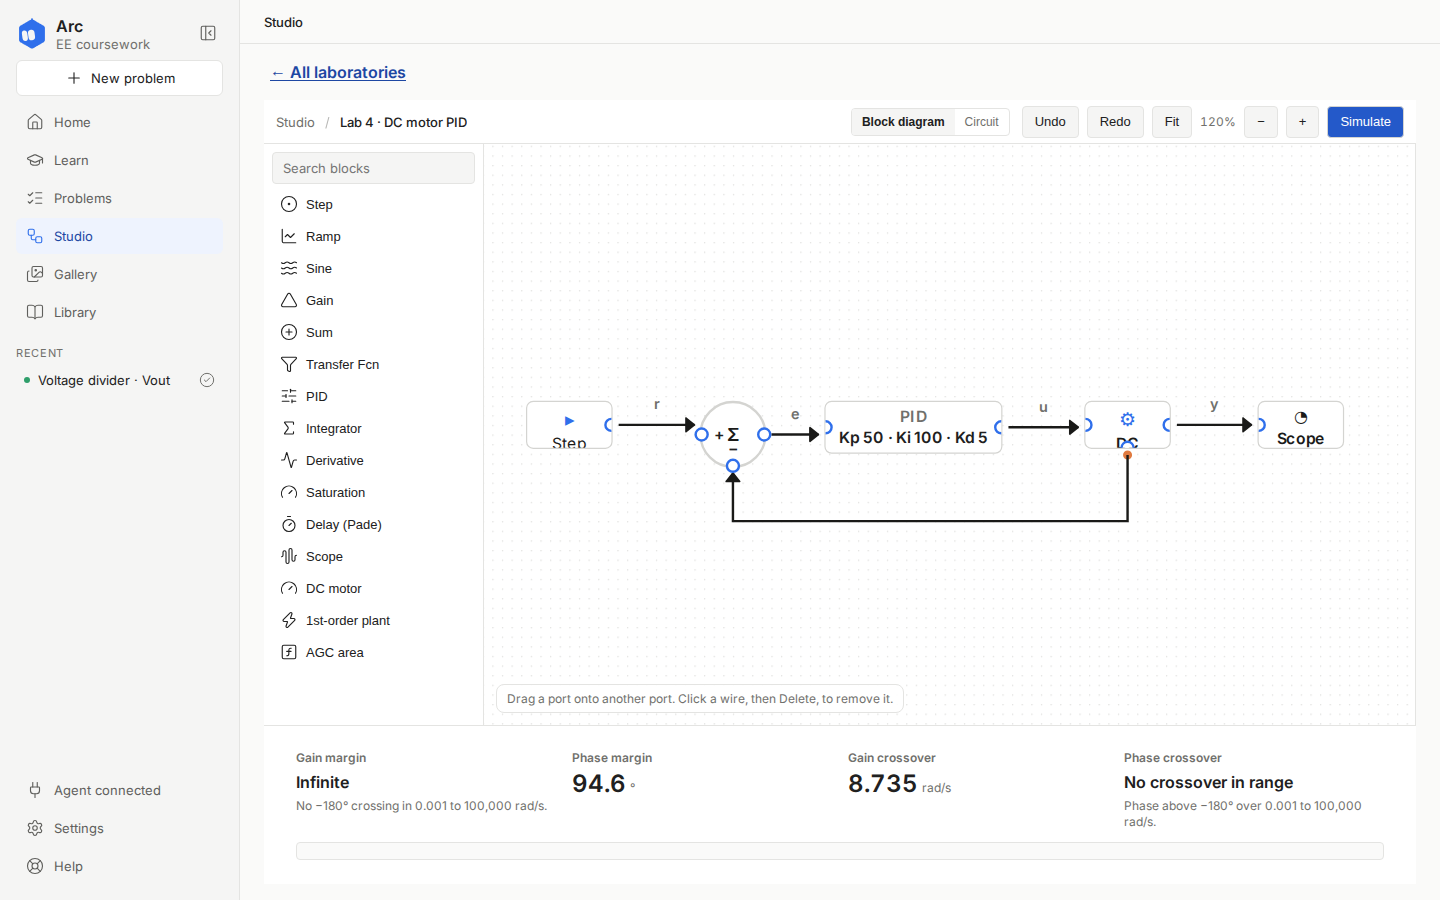 Arc
EE coursework
New problem
Home
Learn
Problems
Studio
Gallery
Library
RECENT
Voltage divider · Vout
Agent connected
Settings
Help
Studio
← All laboratories
Studio / Lab 4 · DC motor PID
Block diagram
Circuit
Undo
Redo
Fit
120%
−
+
Simulate
Search blocks
Step
Ramp
Sine
Gain
Sum
Transfer Fcn
PID
Integrator
Derivative
Saturation
Delay (Pade)
Scope
DC motor
1st-order plant
AGC area
Step
r
+ Σ
−
e
PID
Kp 50 · Ki 100 · Kd 5
u
DC
y
Scope
Drag a port onto another port. Click a wire, then Delete, to remove it.
Gain margin
Infinite
No −180° crossing in 0.001 to 100,000 rad/s.
Phase margin
94.6 °
Gain crossover
8.735 rad/s
Phase crossover
No crossover in range
Phase above −180° over 0.001 to 100,000
rad/s.